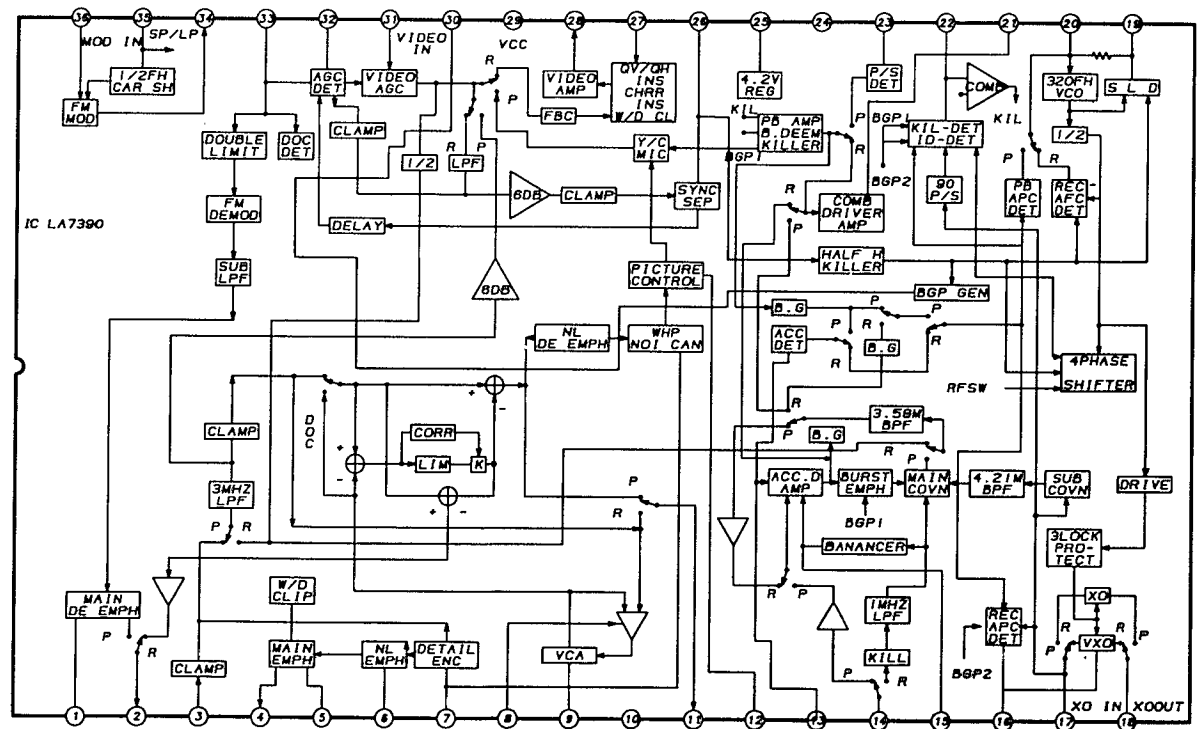 36 35 34 33 32 31 30 29 28 27 26 25 24 23 22 21 20 19
MOD IN
SP/LP
VIDEO IN
VCC
1/2FH
CAR SH
FM
MOD
AGC
DET
VIDEO
AGC
R
P
VIDEO
AMP
QV/QH
INS
CHRR
INS
W/D CL
4.2V
REG
P/S
DET
COMB
320FH
VCO
S L D
KIL
KIL
1/2
DOUBLE
LIMIT
DOC
DET
CLAMP
FBC
PB AMP
B.DEEM
KILLER
P
R
BGP1
KIL-DET
ID-DET
1/2
R
LPF
P
Y/C
MIC
BGP1
BGP2
90
P/S
P
PB
APC
DET
R
REC
AFC
DET
FM
DEMOD
6DB
CLAMP
SYNC
SEP
R
COMB
DRIVER
AMP
P
IC LA7390
DELAY
SUB
LPF
6DB
PICTURE
CONTROL
HALF H
KILLER
BGP GEN
B.G
P
P
R
NL
DE EMPH
WHP
NOI CAN
ACC
DET
P
R
R
B.G
R
4PHASE
SHIFTER
RFSW
+
-
R
P
3.58M
BPF
R
P
CLAMP
DOC
CORR
LIM
K
+
-
+
-
B.G
3MHZ
LPF
P
R
ACC.D
AMP
BURST
EMPH
MAIN
COVN
4.21M
BPF
SUB
COVN
DRIVE
BGP1
P
R
BANANCER
3LOCK
PRO-
TECT
MAIN
DE EMPH
P
R
W/D
CLIP
P
R
1MHZ
LPF
REC
APC
DET
XO
R
P
VXO
R
CLAMP
MAIN
EMPH
NL
EMPH
DETAIL
ENC
VCA
KILL
P
R
BGP2
XO IN
XOOUT
1 2 3 4 5 6 7 8 9 10 11 12 13 14 15 16 17 18